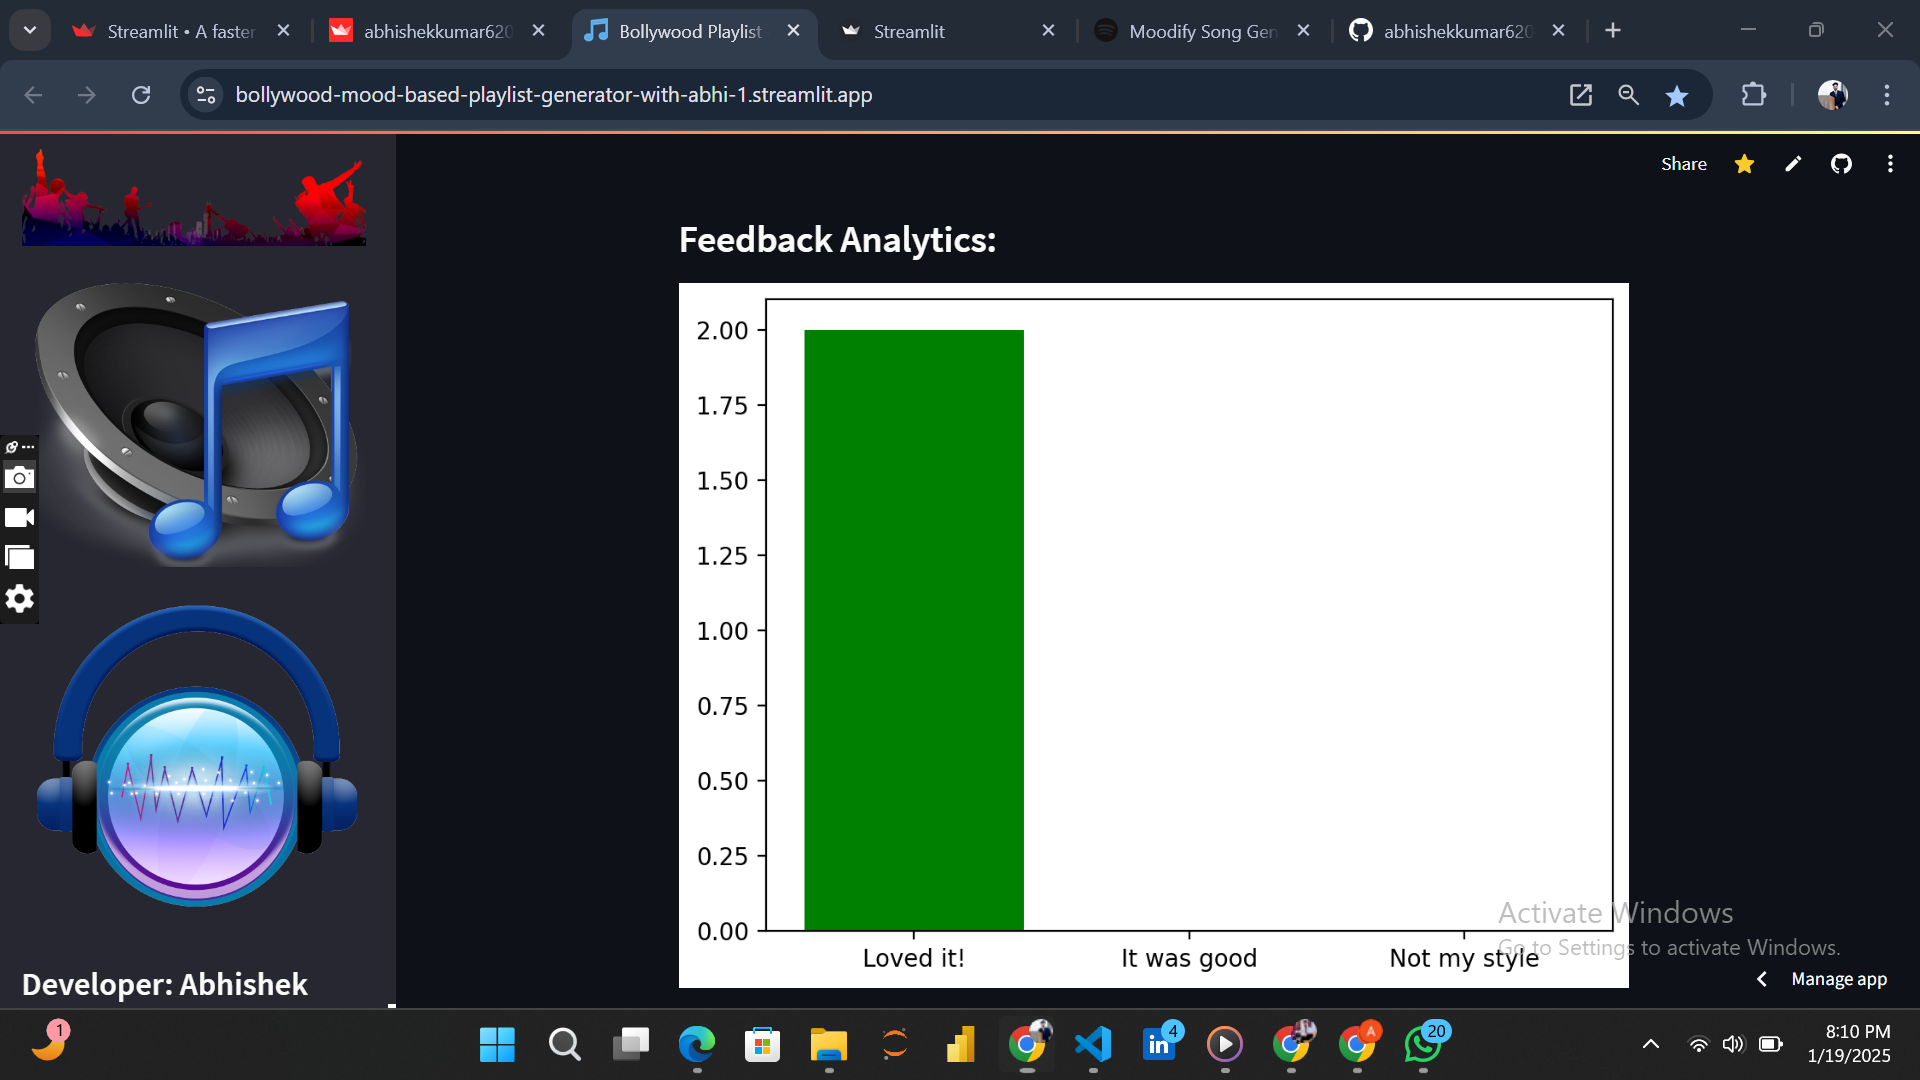 Streamlit • A faster
abhishekkumar620
Bollywood Playlist
Streamlit
Moodify Song Gen
abhishekkumar620
bollywood-mood-based-playlist-generator-with-abhi-1.streamlit.app
Share
Feedback Analytics:
2.00
1.75
1.50
1.25
1.00
0.75
0.50
0.25
0.00
Loved it!
It was good
Not my style
Activate Windows
Go to Settings to activate Windows.
Developer: Abhishek
Manage app
1
4
A
20
8:10 PM
1/19/2025